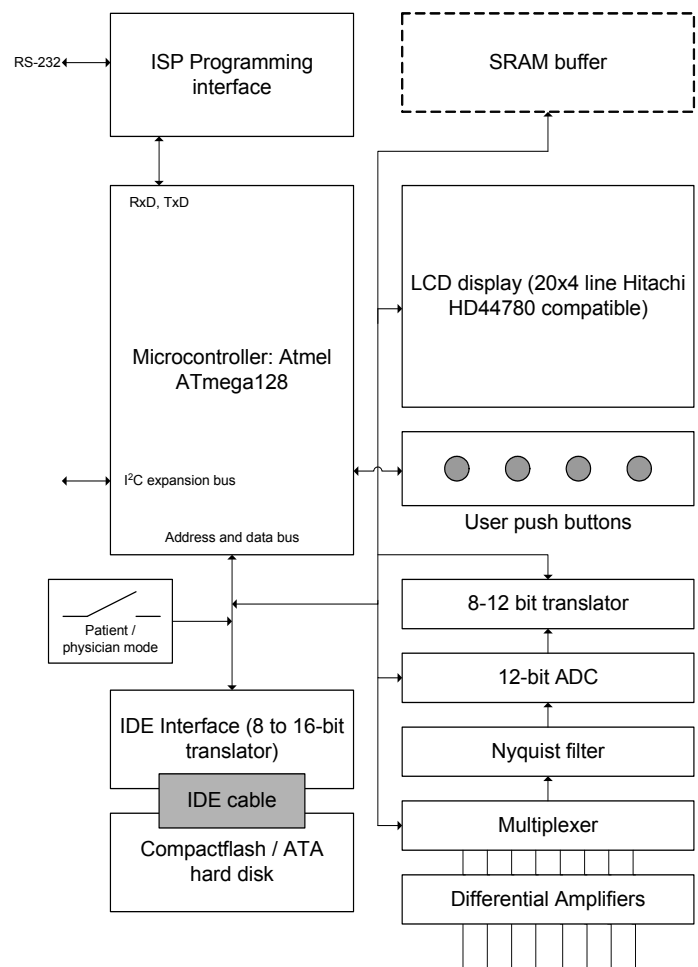 RS-232
ISP Programming
interface
SRAM buffer
RxD, TxD
LCD display (20x4 line Hitachi
HD44780 compatible)
Microcontroller: Atmel
ATmega128
I²C expansion bus
User push buttons
Address and data bus
8-12 bit translator
Patient /
physician mode
12-bit ADC
IDE Interface (8 to 16-bit
translator)
Nyquist filter
IDE cable
Multiplexer
Compactflash / ATA
hard disk
Differential Amplifiers